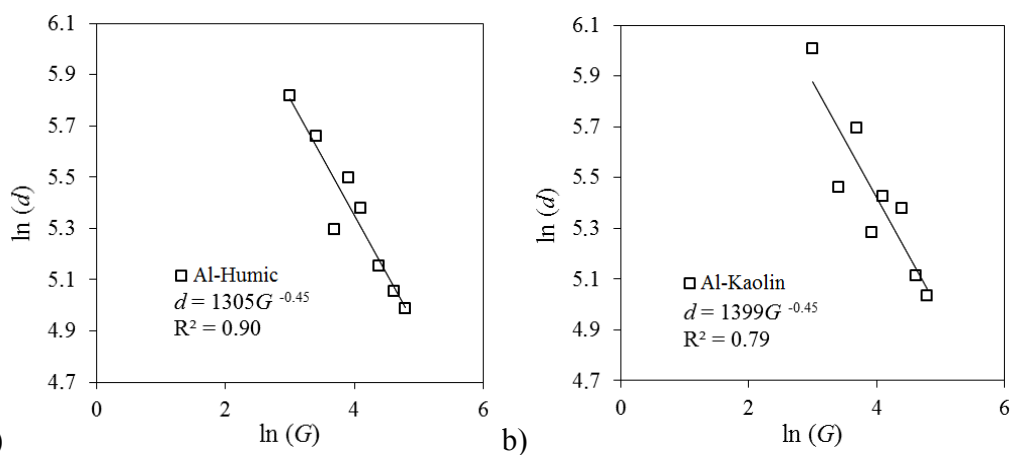 6.1
5.9
5.7
5.5
5.3
5.1
4.9
4.7
ln (d)
Al-Humic
d = 1305G -0.45
R² = 0.90
0 2 4 6
ln (G)
)
6.1
5.9
5.7
5.5
5.3
5.1
4.9
4.7
ln (d)
Al-Kaolin
d = 1399G -0.45
R² = 0.79
0 2 4 6
ln (G)
b)